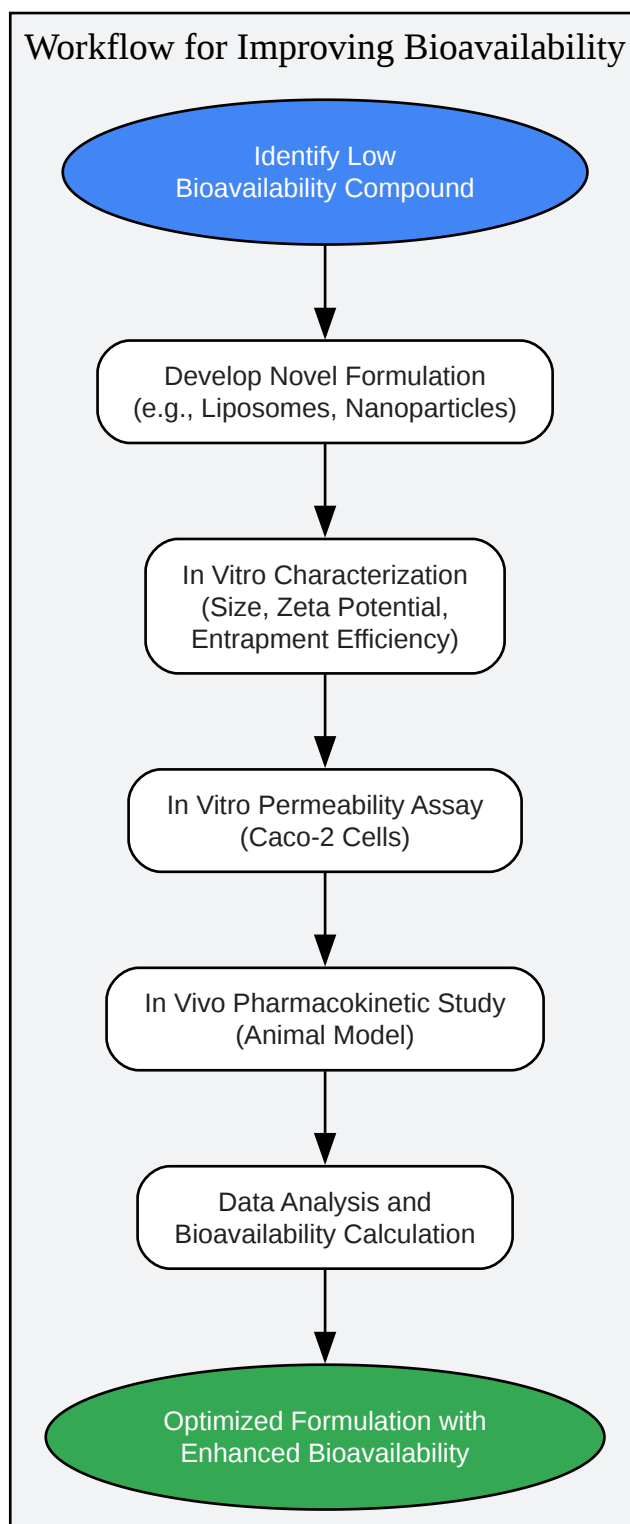 Workflow for Improving Bioavailability
Identify Low
Bioavailability Compound
Develop Novel Formulation
(e.g., Liposomes, Nanoparticles)
In Vitro Characterization
(Size, Zeta Potential,
Entrapment Efficiency)
In Vitro Permeability Assay
(Caco-2 Cells)
In Vivo Pharmacokinetic Study
(Animal Model)
Data Analysis and
Bioavailability Calculation
Optimized Formulation with
Enhanced Bioavailability